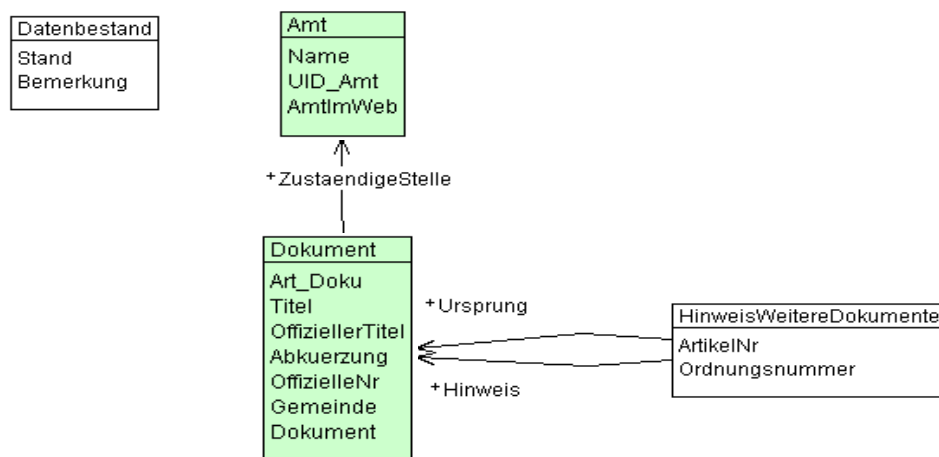 Datenbestand
Stand
Bemerkung
Amt
Name
UID_Amt
AmtImWeb
+ZustaendigeStelle
Dokument
Art_Doku
Titel
OffiziellerTitel
Abkuerzung
OffizielleNr
Gemeinde
Dokument
+Ursprung
+Hinweis
HinweisWeitereDokumente
ArtikelNr
Ordnungsnummer